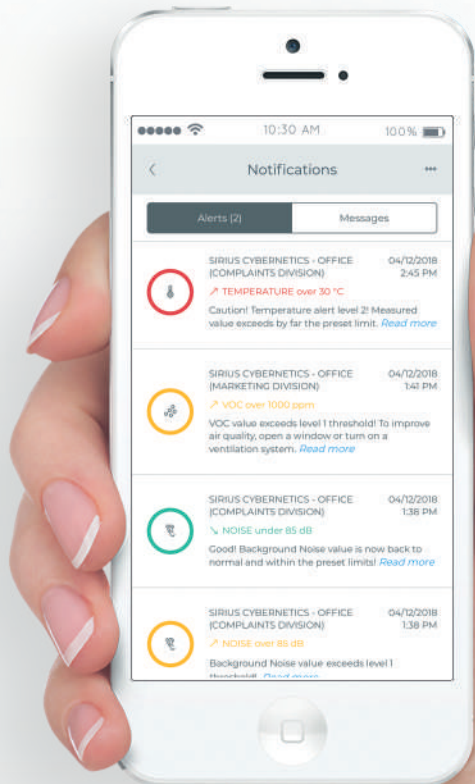 10:30 AM 100%
Notifications
Alerts (2) Messages
SIRIUS CYBERNETICS - OFFICE 04/12/2018
(COMPLAINTS DIVISION) 2:45 PM
↗ TEMPERATURE over 30 °C
Caution! Temperature alert level 2! Measured
value exceeds by far the preset limit. Read more
SIRIUS CYBERNETICS - OFFICE 04/12/2018
(MARKETING DIVISION) 1:41 PM
↗ VOC over 1000 ppm
VOC value exceeds level 1 threshold! To improve
air quality, open a window or turn on a
ventilation system. Read more
SIRIUS CYBERNETICS - OFFICE 04/12/2018
(COMPLAINTS DIVISION) 1:38 PM
↘ NOISE under 85 dB
Good! Background Noise value is now back to
normal and within the preset limits! Read more
SIRIUS CYBERNETICS - OFFICE 04/12/2018
(COMPLAINTS DIVISION) 1:38 PM
↗ NOISE over 85 dB
Background Noise value exceeds level 1
threshold! Read more